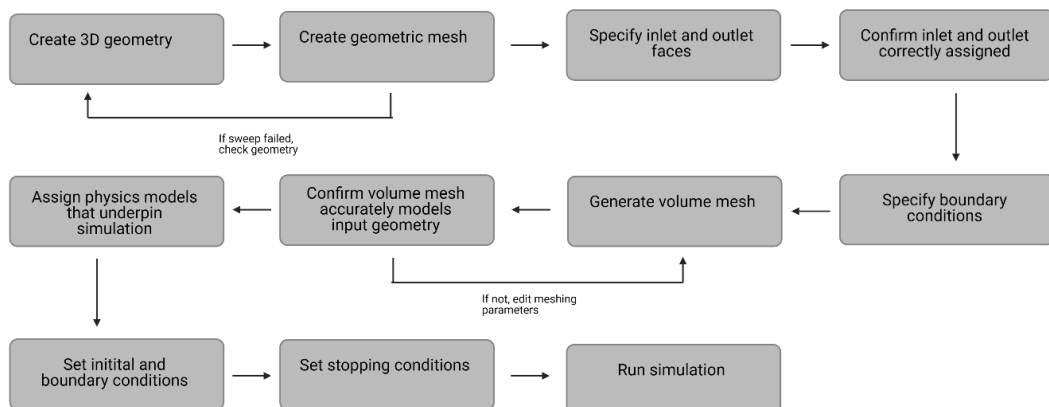 Create 3D geometry
Create geometric mesh
Specify inlet and outlet
faces
Confirm inlet and outlet
correctly assigned
If sweep failed,
check geometry
Assign physics models
that underpin
simulation
Confirm volume mesh
accurately models
input geometry
Generate volume mesh
Specify boundary
conditions
If not, edit meshing
parameters
Set initital and
boundary conditions
Set stopping conditions
Run simulation